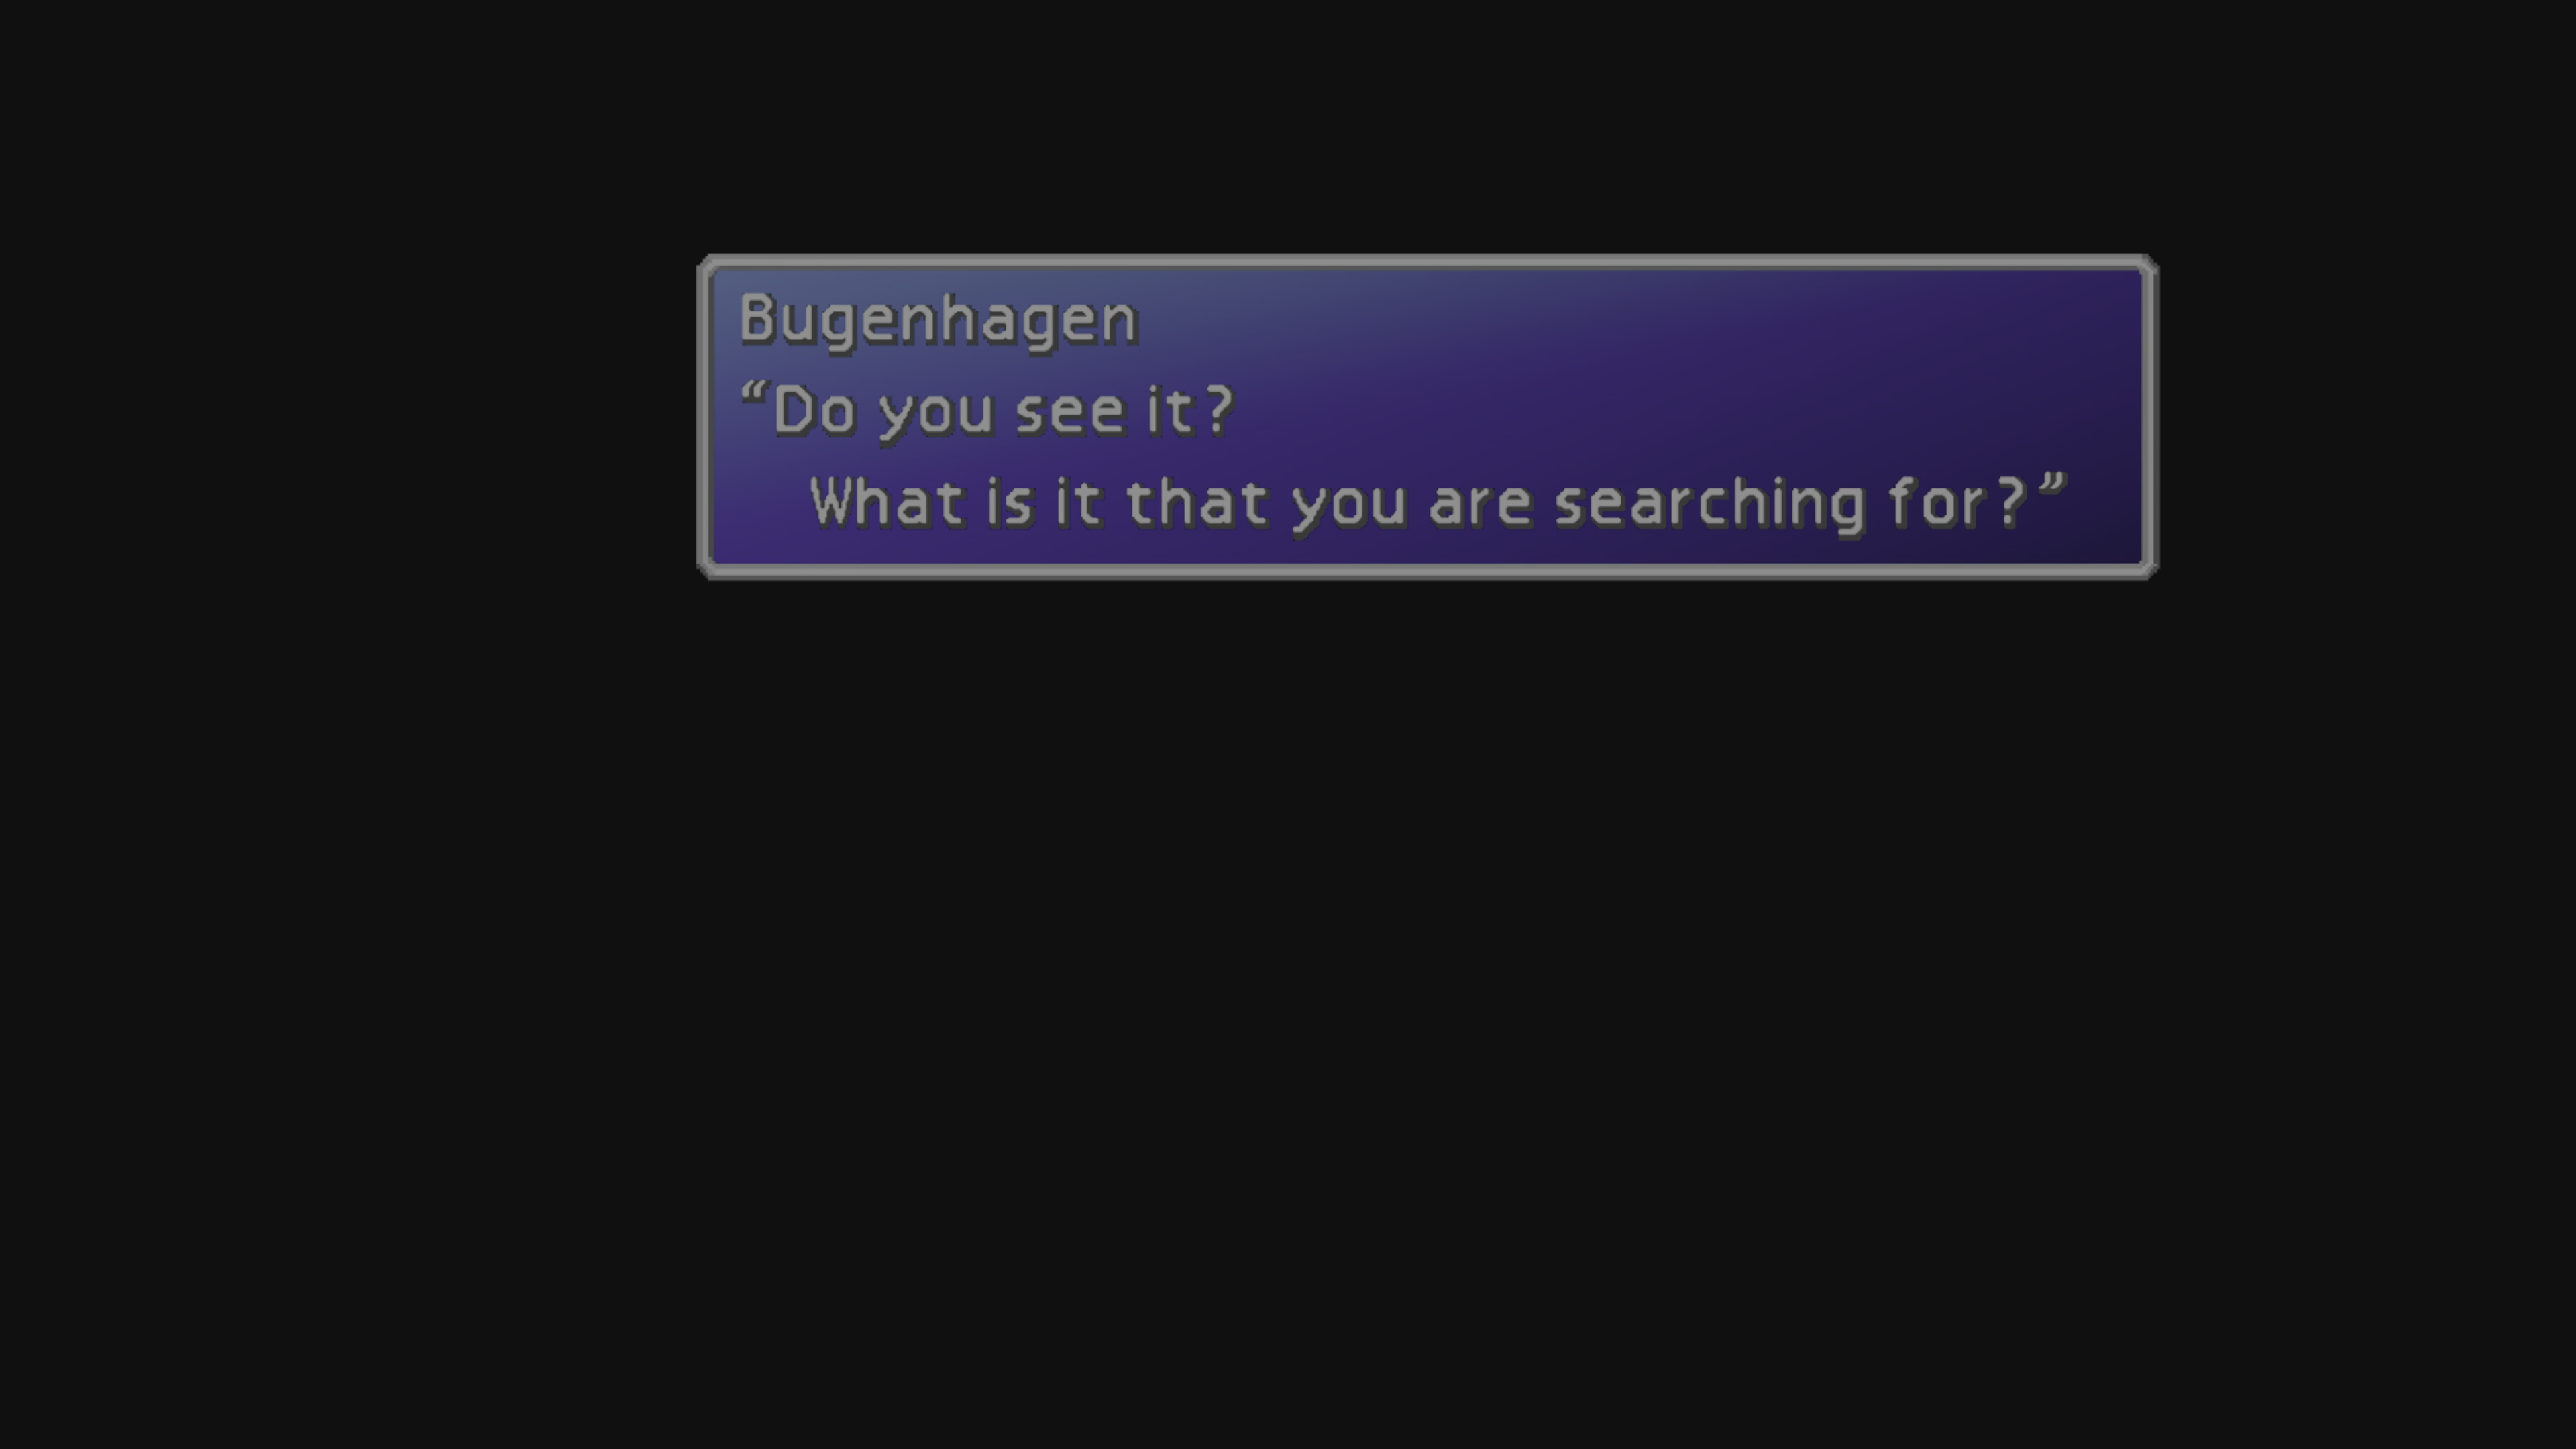 Bugenhagen
“Do you see it?
What is it that you are searching for?”